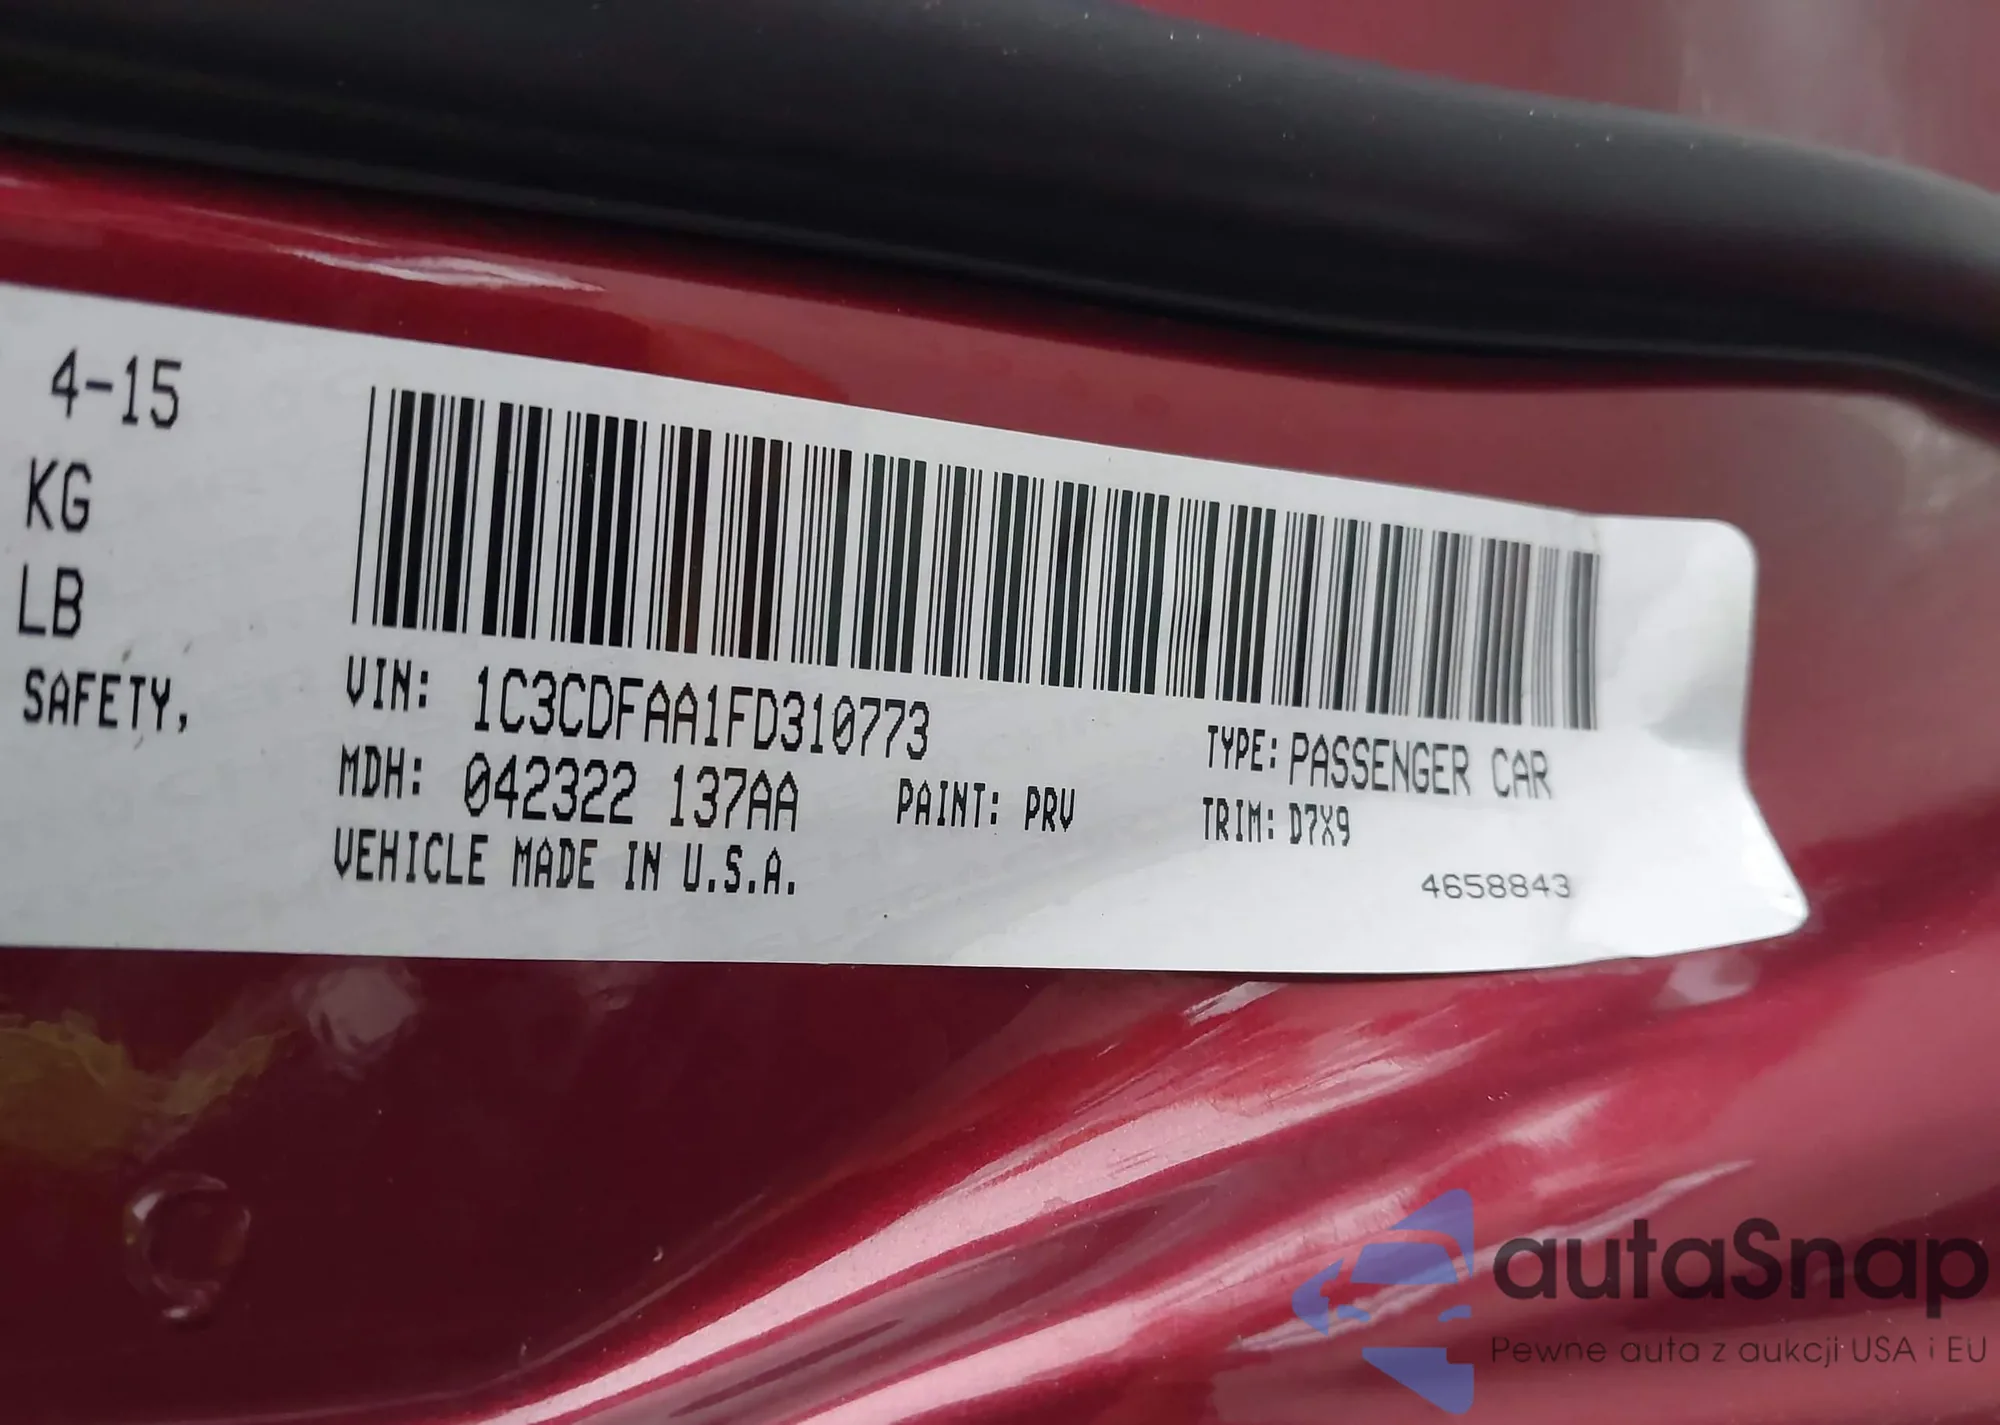 4-15
KG
LB
SAFETY,
VIN: 1C3CDFAA1FD310773
TYPE: PASSENGER CAR
MDH: 042322 137AA PAINT: PRV
TRIM: D7X9
VEHICLE MADE IN U.S.A.
4658843
autaSnap
Pewne auta z aukcji USA i EU